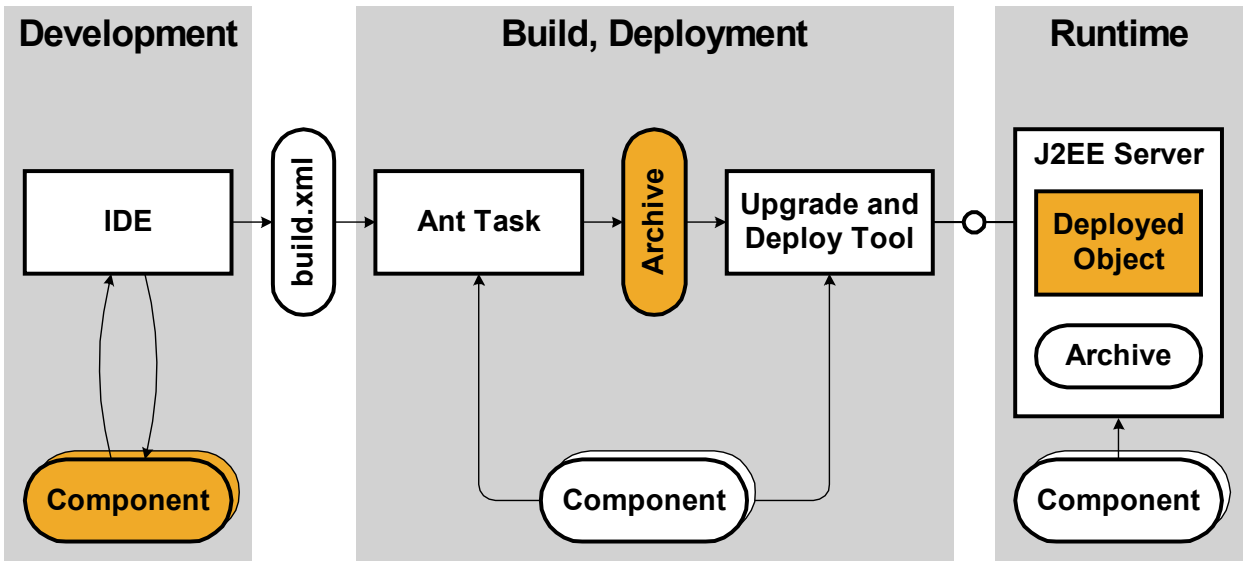 Development
Build, Deployment
Runtime
IDE
build.xml
Ant Task
Archive
Upgrade and
Deploy Tool
J2EE Server
Deployed
Object
Archive
Component
Component
Component